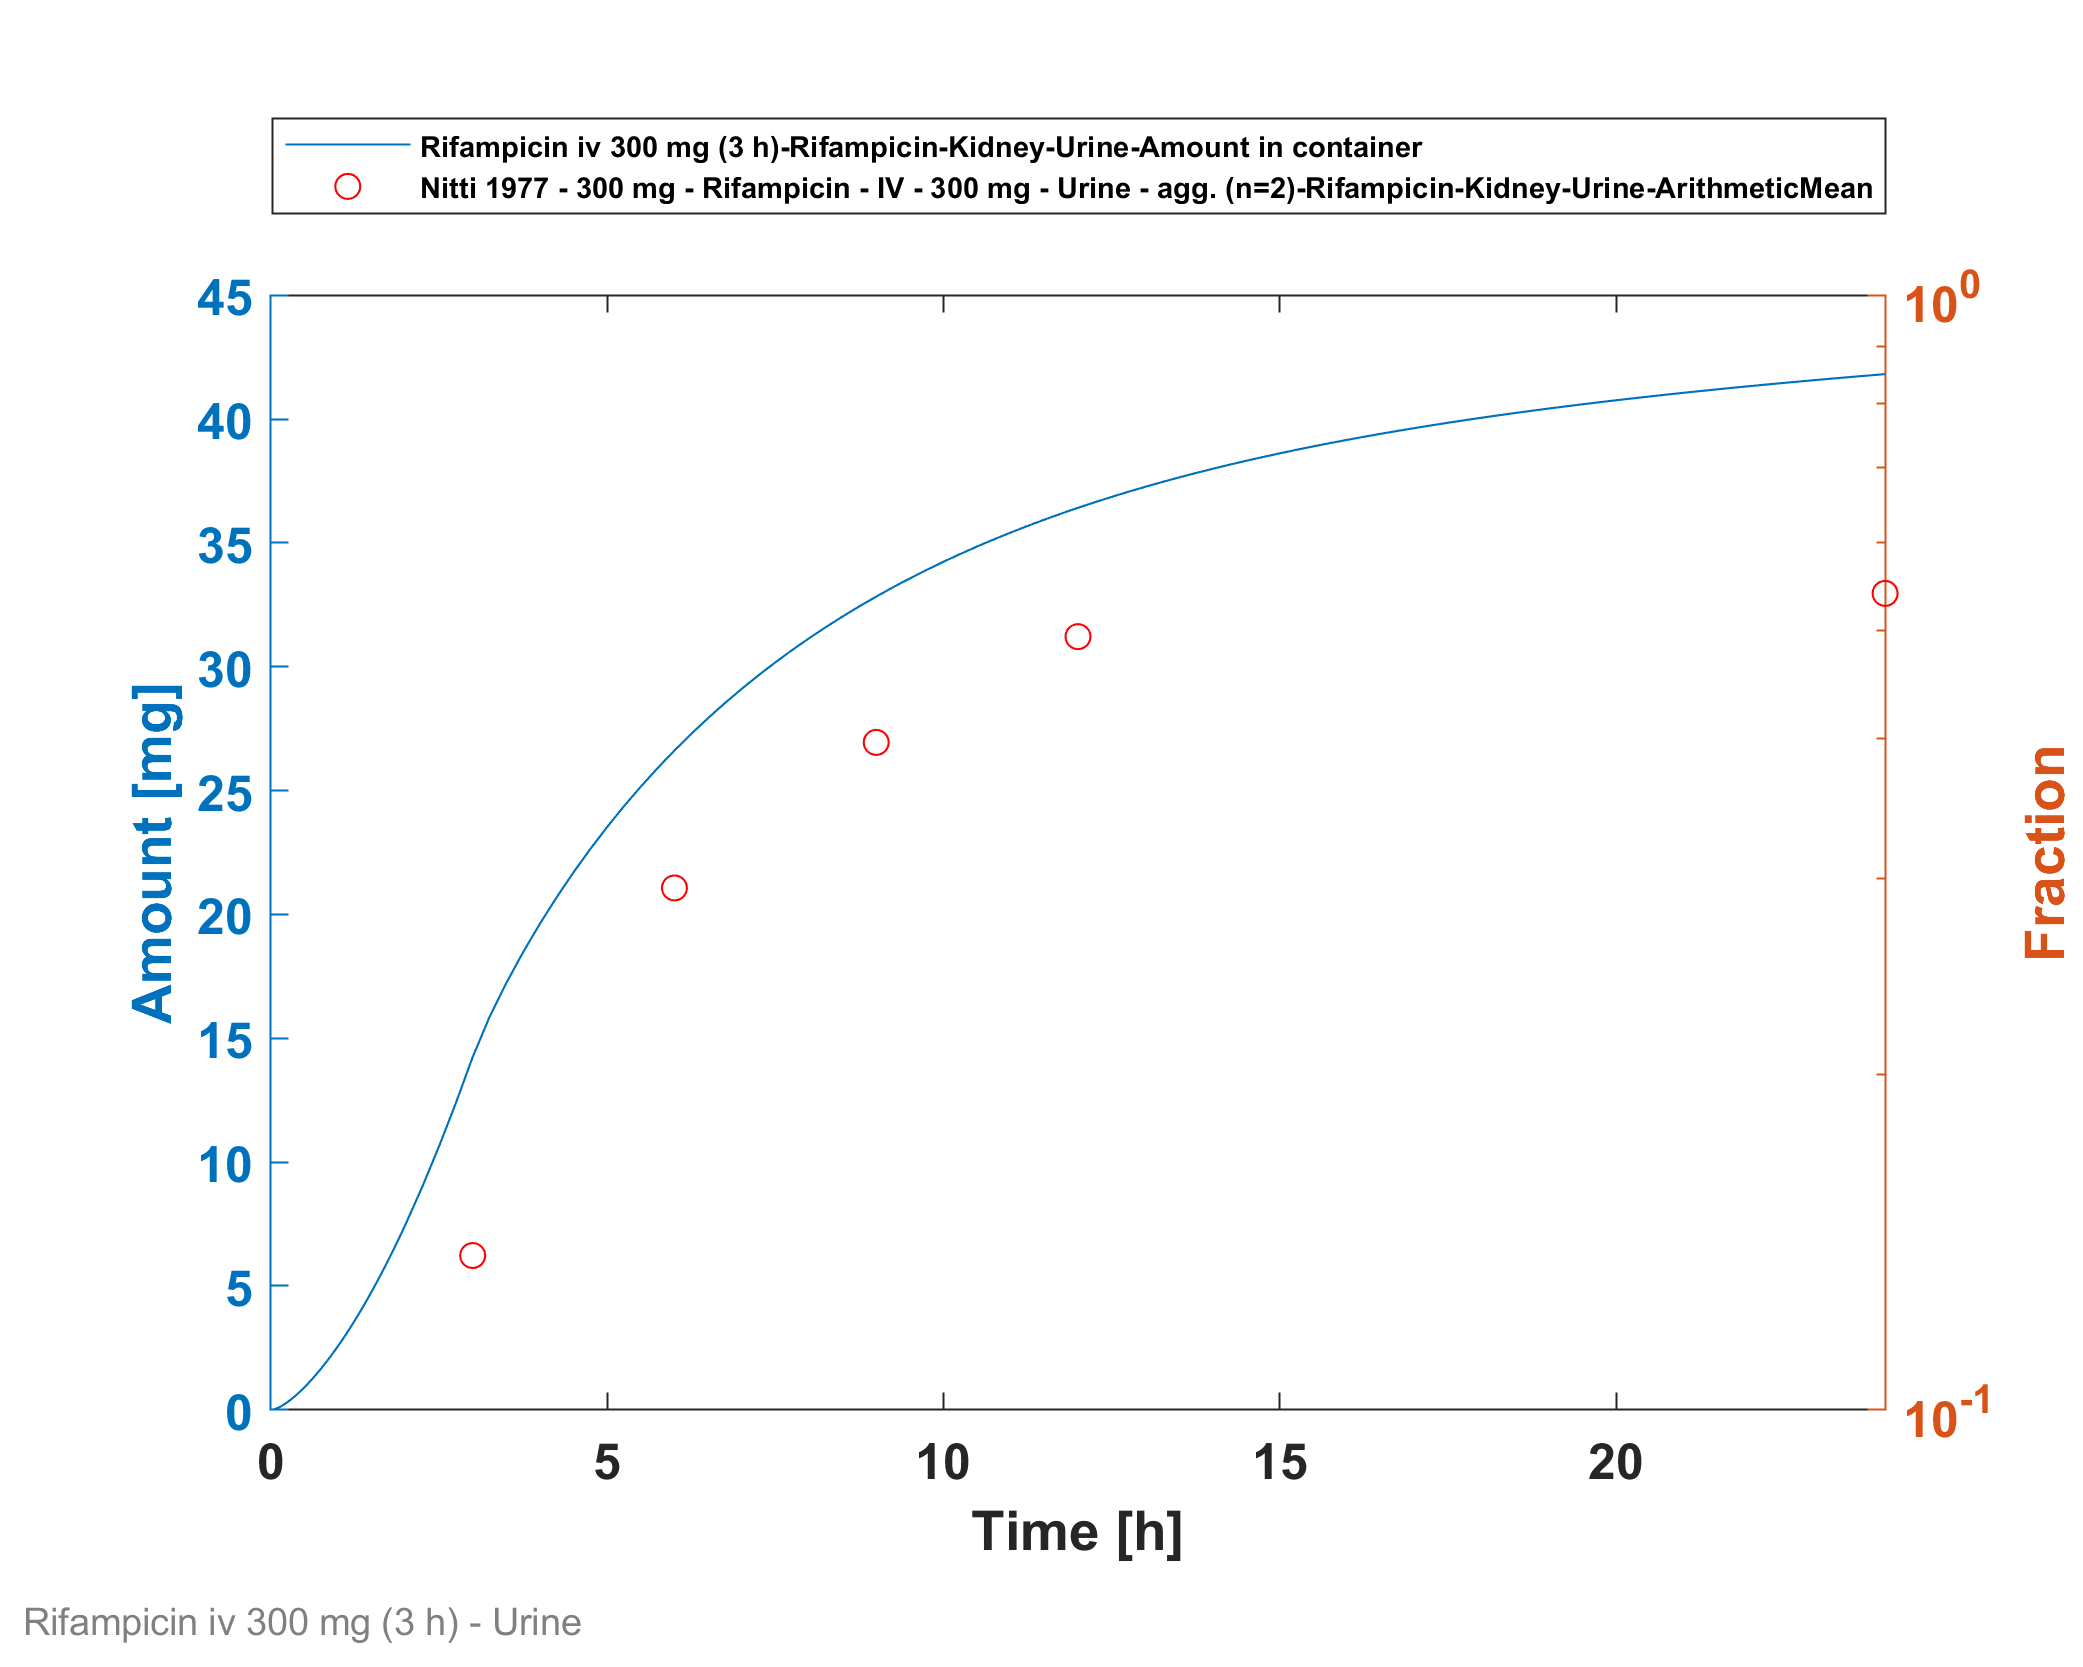 Rifampicin iv 300 mg (3 h)-Rifampicin-Kidney-Urine-Amount in container
Nitti 1977 - 300 mg - Rifampicin - IV - 300 mg - Urine - agg. (n=2)-Rifampicin-Kidney-Urine-ArithmeticMean
45
40
35
30
25
20
15
10
5
0
Amount [mg]
10^0
10^-1
Fraction
0 5 10 15 20
Time [h]
Rifampicin iv 300 mg (3 h) - Urine